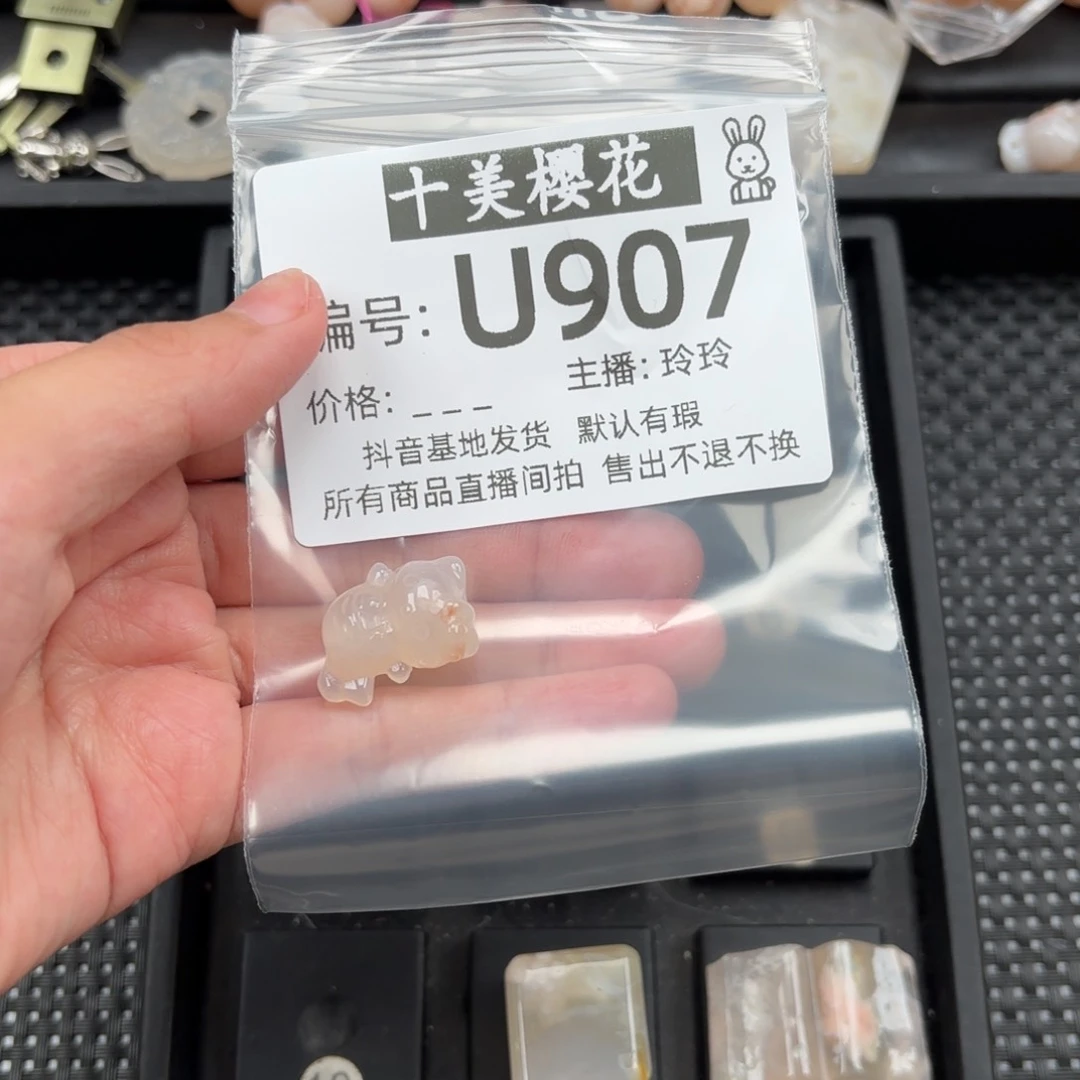 十美樱花
编号: U907
主播: 玲玲
价格: _ _ _
抖音基地发货 默认有瑕
所有商品直播间拍 售出不退不换